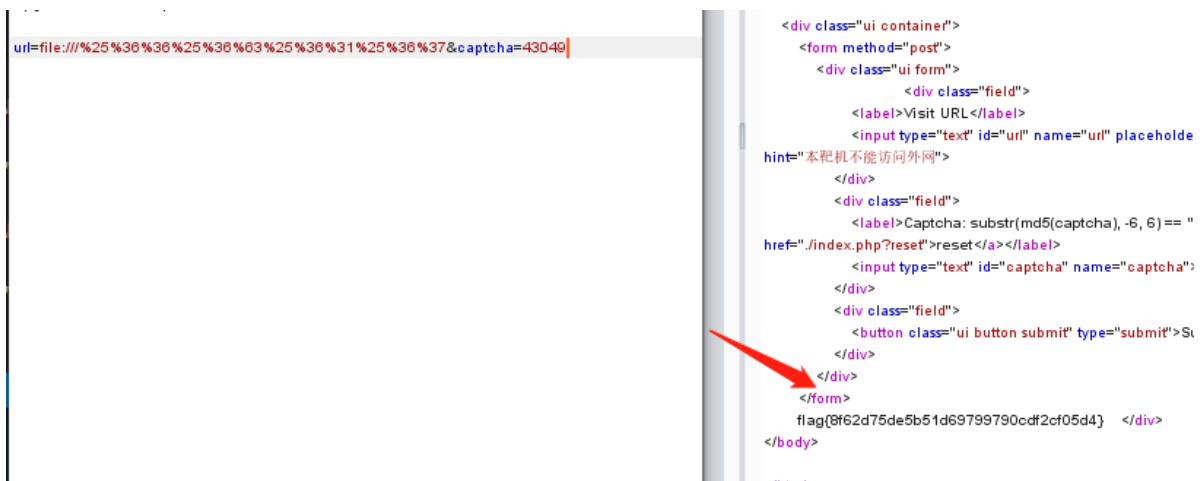 url=file:///%25%36%36%25%36%63%25%36%31%25%36%37&captcha=43049
<div class="ui container">
<form method="post">
<div class="ui form">
<div class="field">
<label>Visit URL</label>
<input type="text" id="url" name="url" placeholde
hint="本靶机不能访问外网">
</div>
<div class="field">
<label>Captcha: substr(md5(captcha), -6, 6) == "
href="./index.php?reset">reset</a></label>
<input type="text" id="captcha" name="captcha">
</div>
<div class="field">
<button class="ui button submit" type="submit">Su
</div>
</div>
</form>
flag{8f62d75de5b51d69799790cdf2cf05d4} </div>
</body>